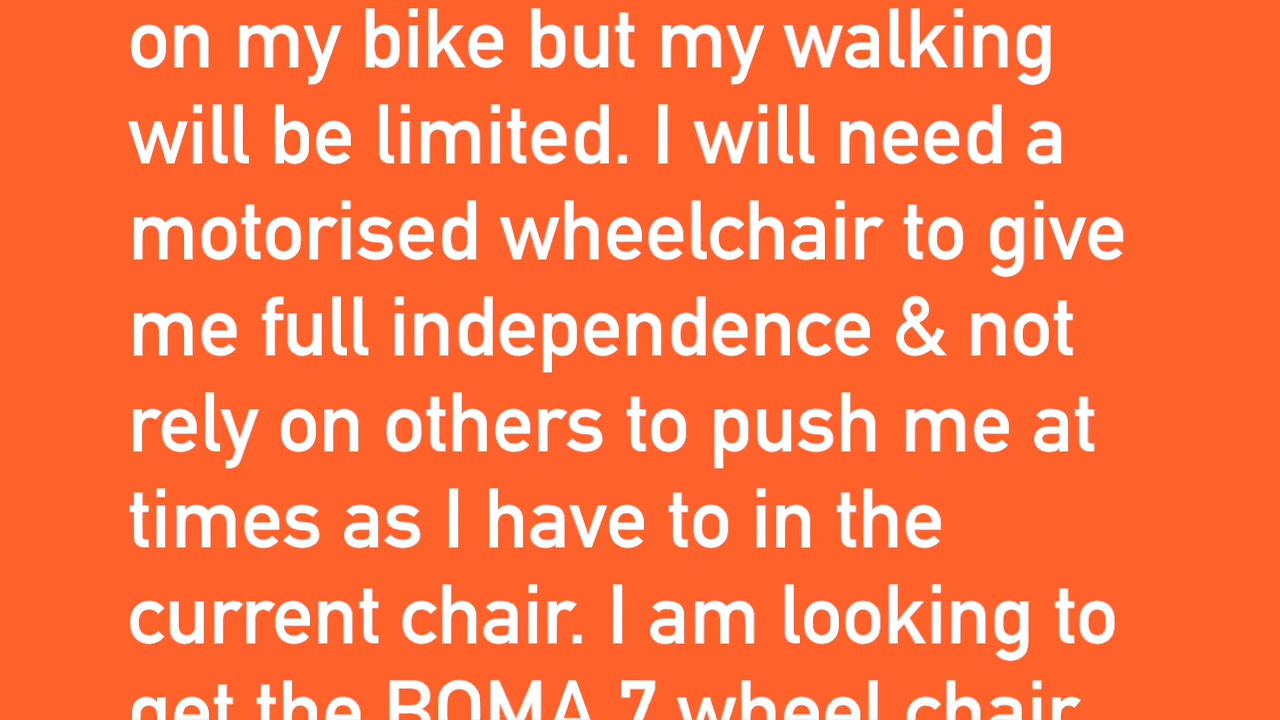 on my bike but my walking
will be limited. I will need a
motorised wheelchair to give
me full independence & not
rely on others to push me at
times as I have to in the
current chair. I am looking to
get the ROMA 7 wheel chair